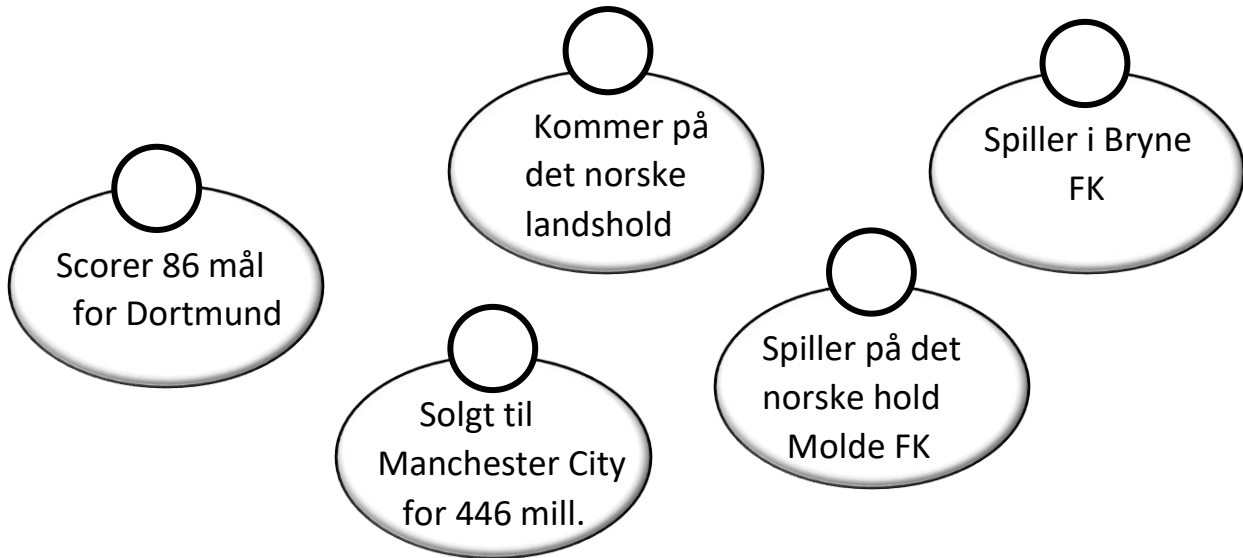 Kommer på
det norske
landshold
Spiller i Bryne
FK
Scorer 86 mål
for Dortmund
Spiller på det
norske hold
Molde FK
Solgt til
Manchester City
for 446 mill.